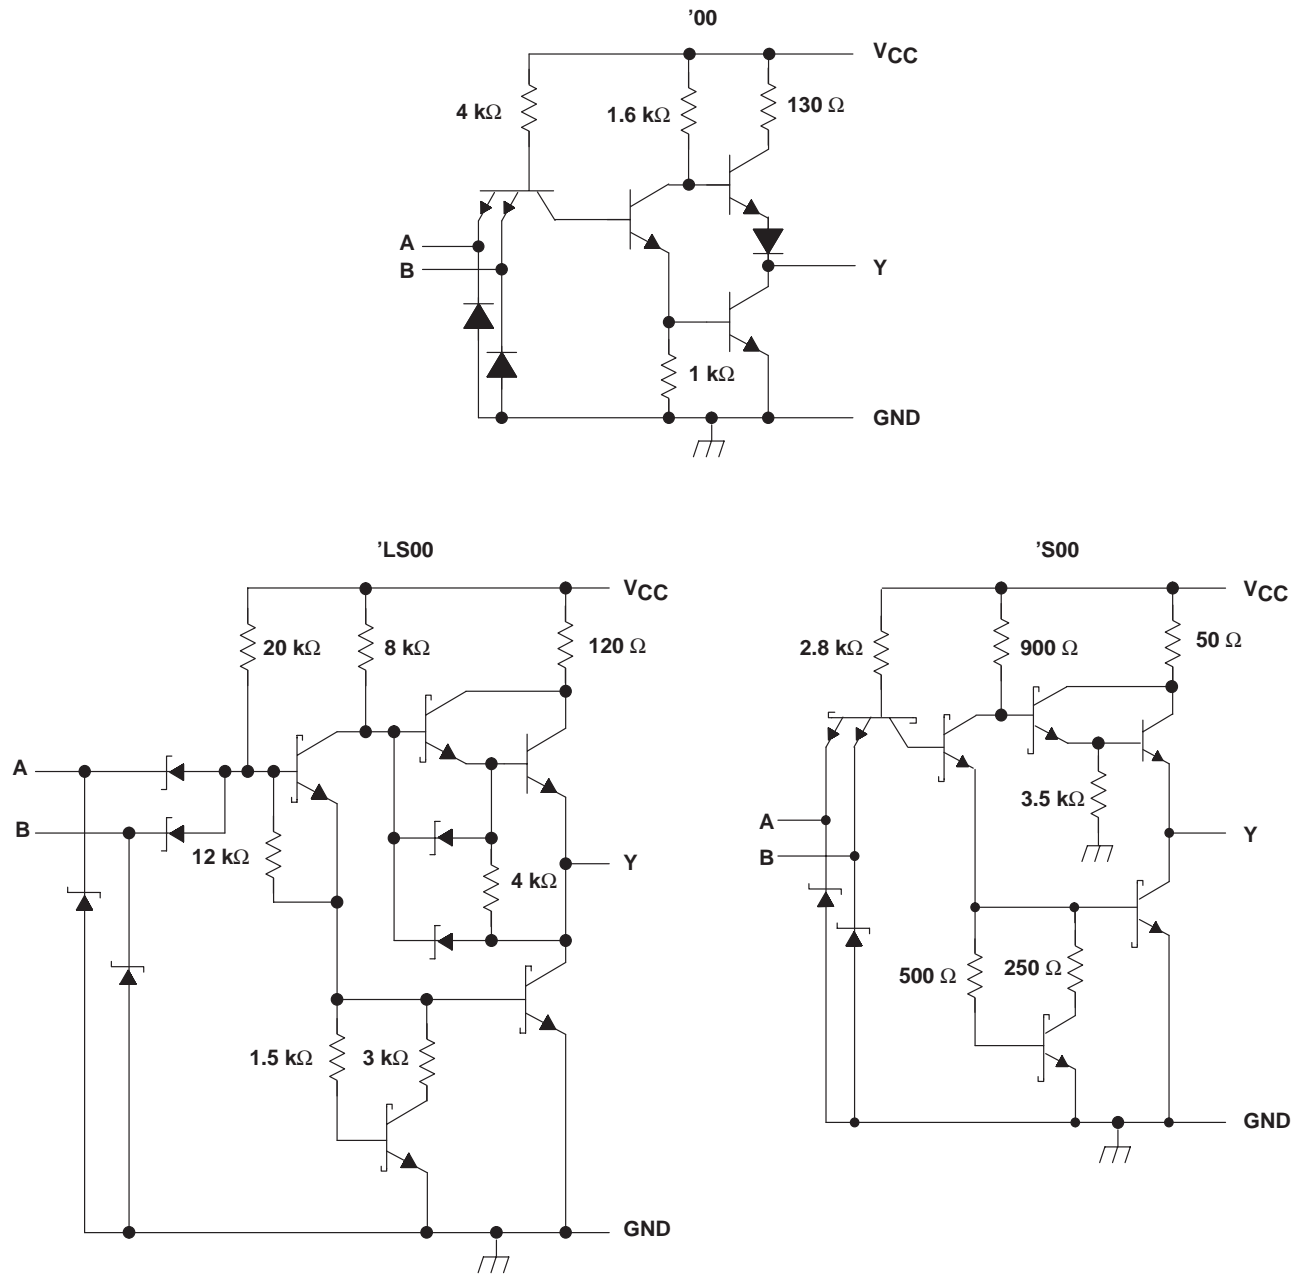 ’00
VCC
4 kΩ
1.6 kΩ
130 Ω
A
B
Y
1 kΩ
GND
’LS00
VCC
20 kΩ
8 kΩ
120 Ω
A
B
12 kΩ
Y
4 kΩ
1.5 kΩ
3 kΩ
GND
’S00
VCC
2.8 kΩ
900 Ω
50 Ω
3.5 kΩ
A
B
Y
500 Ω
250 Ω
GND